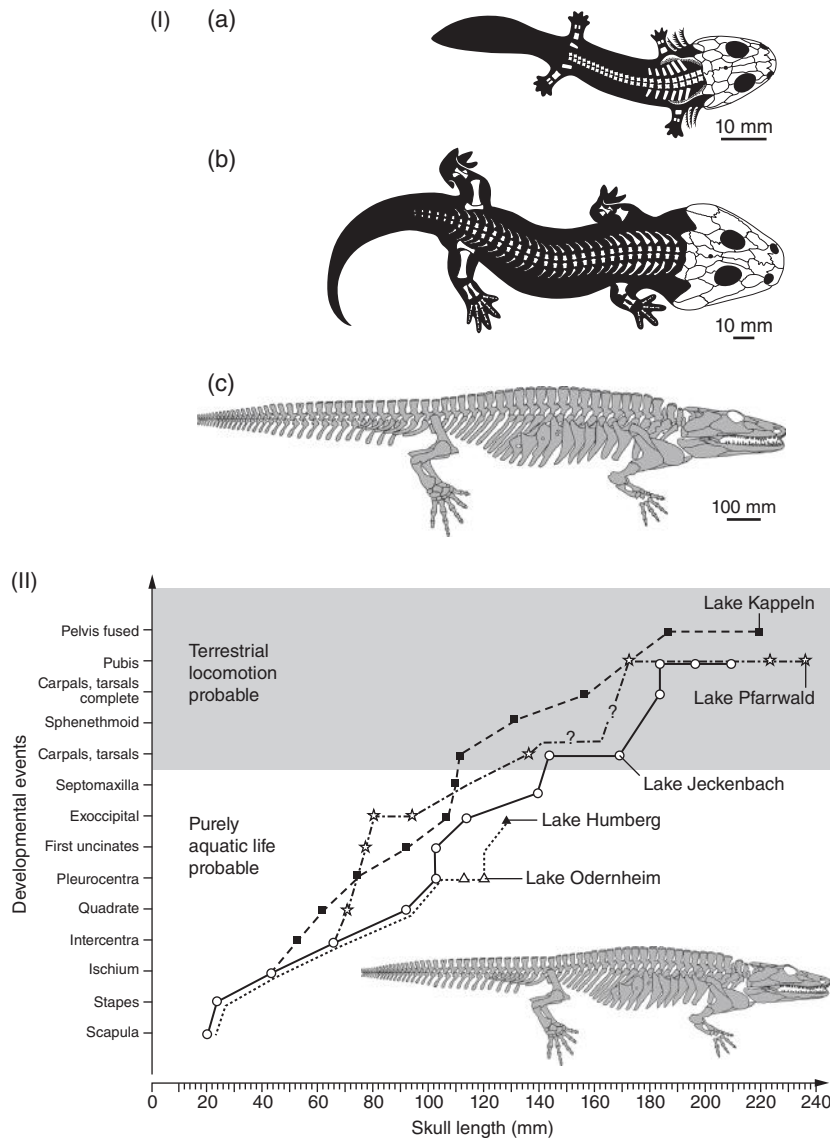 (I) (a)
10 mm
(b)
10 mm
(c)
100 mm
(II)
Developmental events
Pelvis fused
Pubis
Carpals, tarsals
complete
Sphenethmoid
Carpals, tarsals
Septomaxilla
Exoccipital
First uncinates
Pleurocentra
Quadrate
Intercentra
Ischium
Stapes
Scapula
Terrestrial
locomotion
probable
Purely
aquatic life
probable
Lake Kappeln
Lake Pfarrwald
?
?
Lake Jeckenbach
Lake Humberg
Lake Odernheim
0 20 40 60 80 100 120 140 160 180 200 220 240
Skull length (mm)